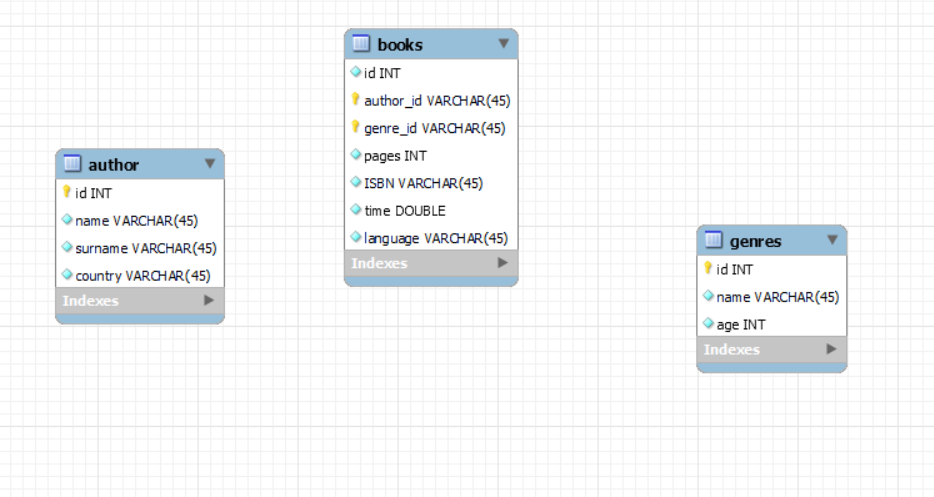 books
id INT
author_id VARCHAR(45)
genre_id VARCHAR(45)
pages INT
ISBN VARCHAR(45)
time DOUBLE
language VARCHAR(45)
Indexes
author
id INT
name VARCHAR(45)
surname VARCHAR(45)
country VARCHAR(45)
Indexes
genres
id INT
name VARCHAR(45)
age INT
Indexes